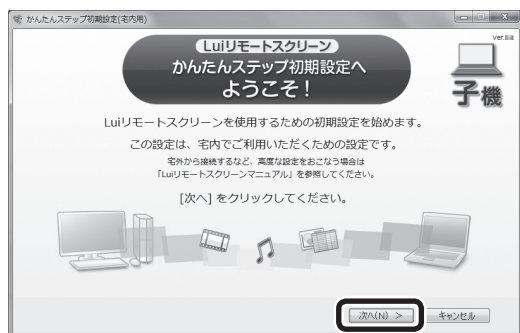 かんたんステップ初期設定(宅内用)
Luiリモートスクリーン
かんたんステップ初期設定へ
ようこそ!
子機
Luiリモートスクリーンを使用するための初期設定を始めます。
この設定は、宅内でご利用いただくための設定です。
宅外から接続するなど、高度な設定をおこなう場合は
「Luiリモートスクリーンマニュアル」を参照してください。
[次へ] をクリックしてください。
次へ(N) >
キャンセル